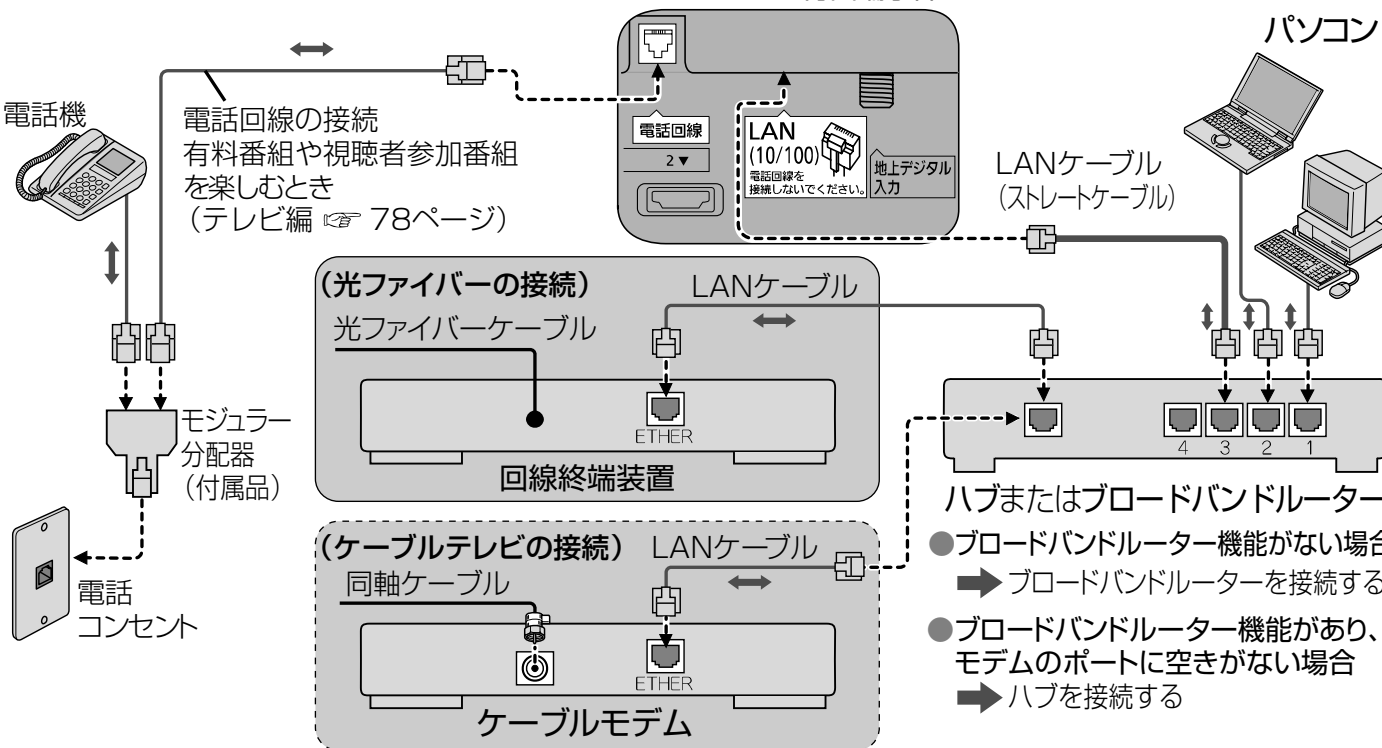 パソコン
電話機
電話回線の接続
有料番組や視聴者参加番組
を楽しむとき
（テレビ編 ☞ 78ページ）
電話回線
2▼
LAN
(10/100)
電話回線を
接続しないでください。
地上デジタル
入力
LANケーブル
（ストレートケーブル）
（光ファイバーの接続）
LANケーブル
光ファイバーケーブル
ETHER
回線終端装置
モジュラー
分配器
（付属品）
電話
コンセント
4 3 2 1
ハブまたはブロードバンドルーター
●ブロードバンドルーター機能がない場合
➡ブロードバンドルーターを接続する
●ブロードバンドルーター機能があり、
モデムのポートに空きがない場合
➡ハブを接続する
（ケーブルテレビの接続）
LANケーブル
同軸ケーブル
ETHER
ケーブルモデム